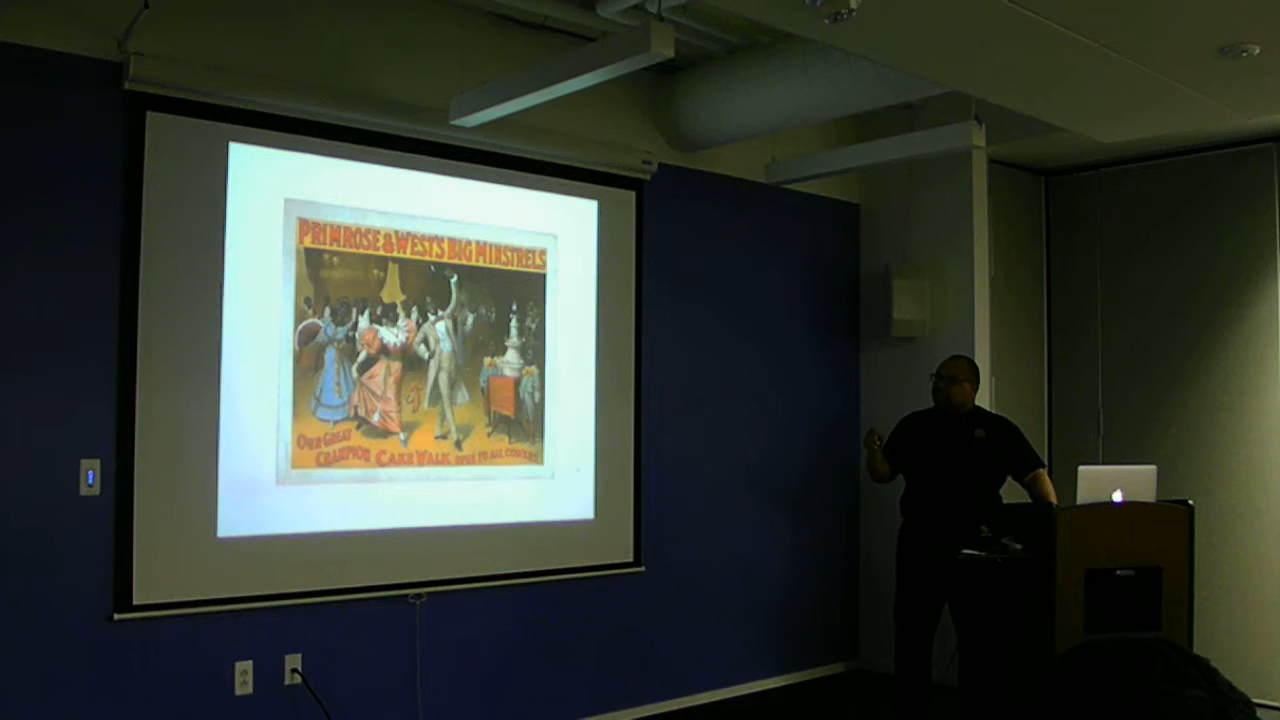 PRIMROSE & WEST'S BIG MINSTRELS
OUR GREAT
CHAMPION CAKE WALK OPEN TO ALL COMERS